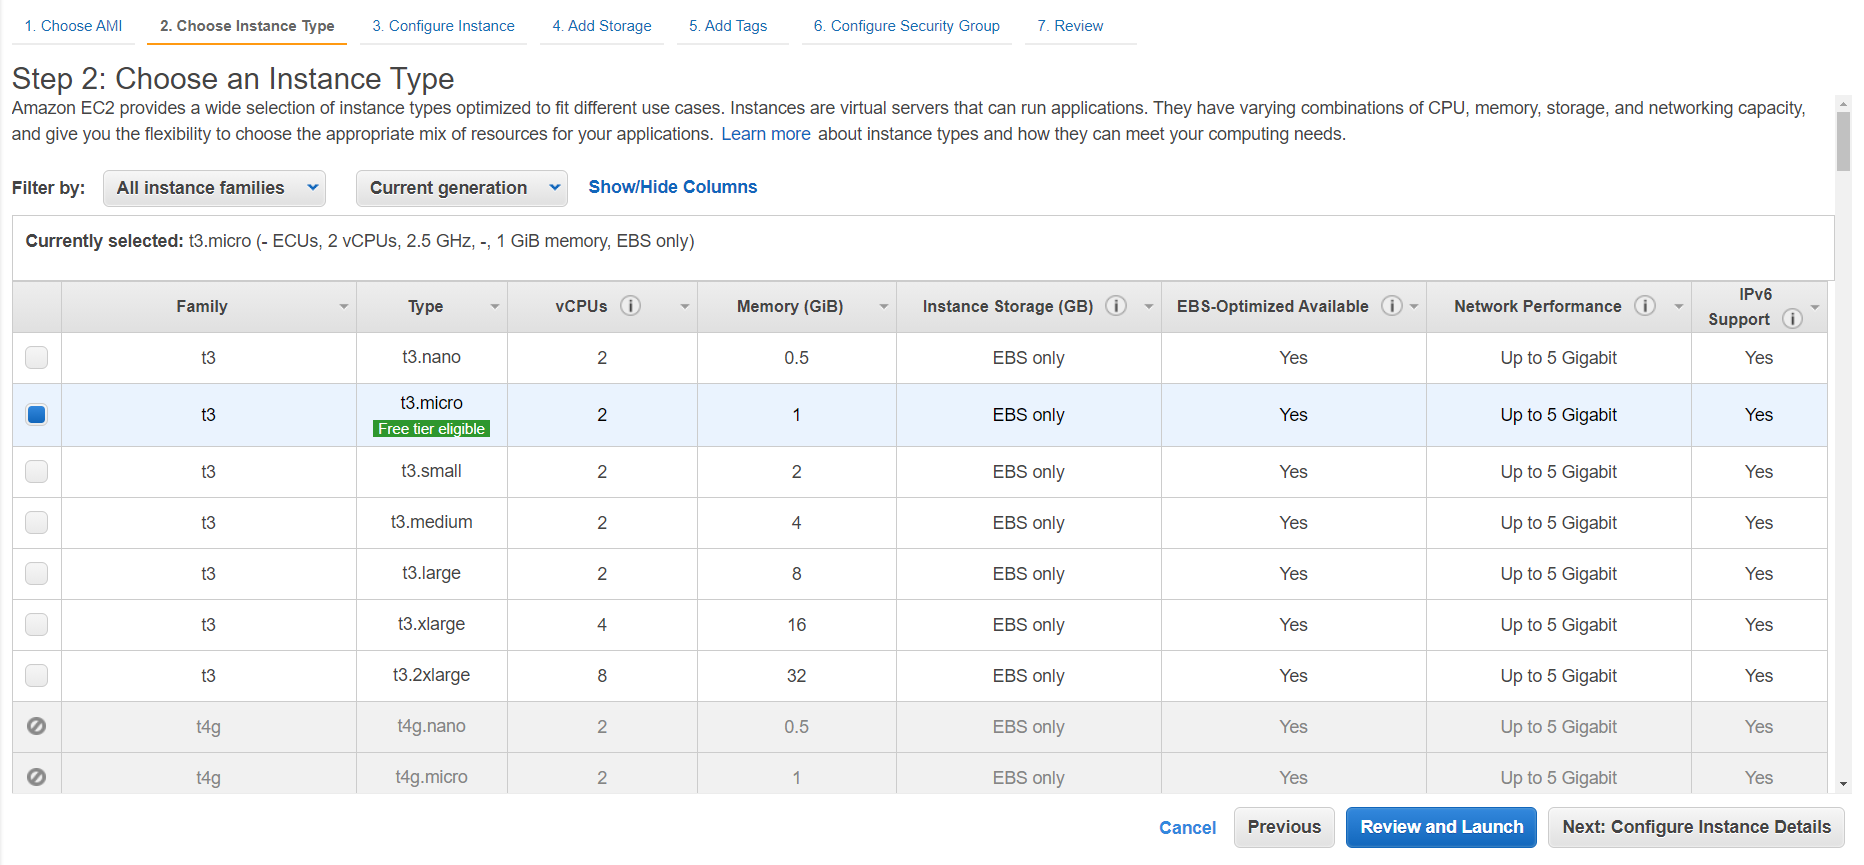 1. Choose AMI 2. Choose Instance Type 3. Configure Instance 4. Add Storage 5. Add Tags 6. Configure Security Group 7. Review
Step 2: Choose an Instance Type
Amazon EC2 provides a wide selection of instance types optimized to fit different use cases. Instances are virtual servers that can run applications. They have varying combinations of CPU, memory, storage, and networking capacity,
and give you the flexibility to choose the appropriate mix of resources for your applications. Learn more about instance types and how they can meet your computing needs.
Filter by: All instance families Current generation Show/Hide Columns
Currently selected: t3.micro (- ECUs, 2 vCPUs, 2.5 GHz, -, 1 GiB memory, EBS only)
Family Type vCPUs i Memory (GiB) Instance Storage (GB) i EBS-Optimized Available i Network Performance i IPv6
Support i
t3 t3.nano 2 0.5 EBS only Yes Up to 5 Gigabit Yes
t3 t3.micro 2 1 EBS only Yes Up to 5 Gigabit Yes
Free tier eligible
t3 t3.small 2 2 EBS only Yes Up to 5 Gigabit Yes
t3 t3.medium 2 4 EBS only Yes Up to 5 Gigabit Yes
t3 t3.large 2 8 EBS only Yes Up to 5 Gigabit Yes
t3 t3.xlarge 4 16 EBS only Yes Up to 5 Gigabit Yes
t3 t3.2xlarge 8 32 EBS only Yes Up to 5 Gigabit Yes
t4g t4g.nano 2 0.5 EBS only Yes Up to 5 Gigabit Yes
t4g t4g.micro 2 1 EBS only Yes Up to 5 Gigabit Yes
Cancel Previous Review and Launch Next: Configure Instance Details